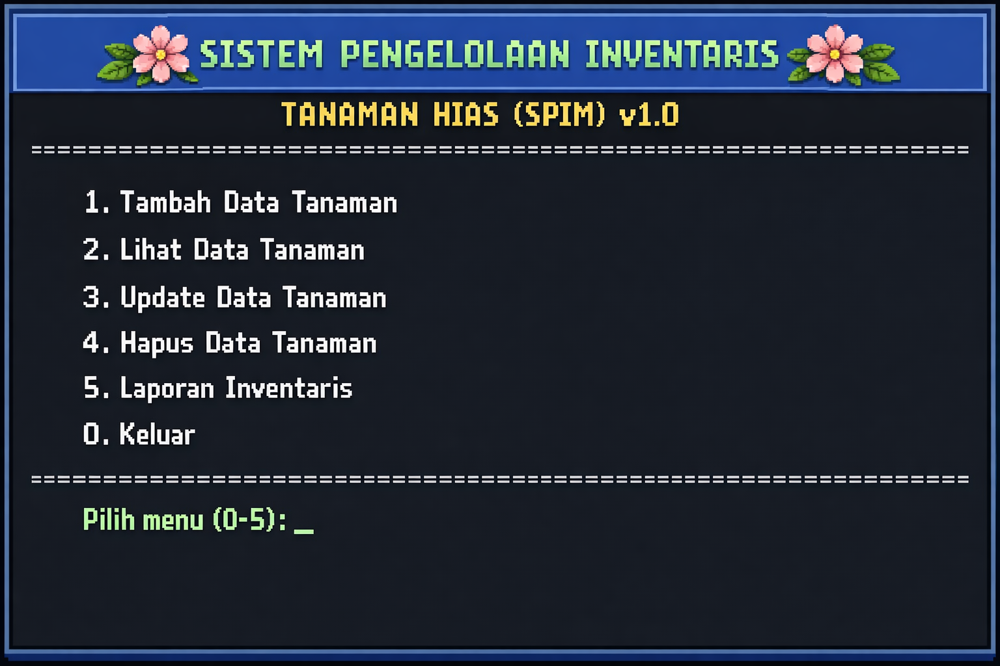 SISTEM PENGELOLAAN INVENTARIS
TANAMAN HIAS (SPIM) v1.0
=============================================================
1. Tambah Data Tanaman
2. Lihat Data Tanaman
3. Update Data Tanaman
4. Hapus Data Tanaman
5. Laporan Inventaris
0. Keluar
=============================================================
Pilih menu (0-5): _